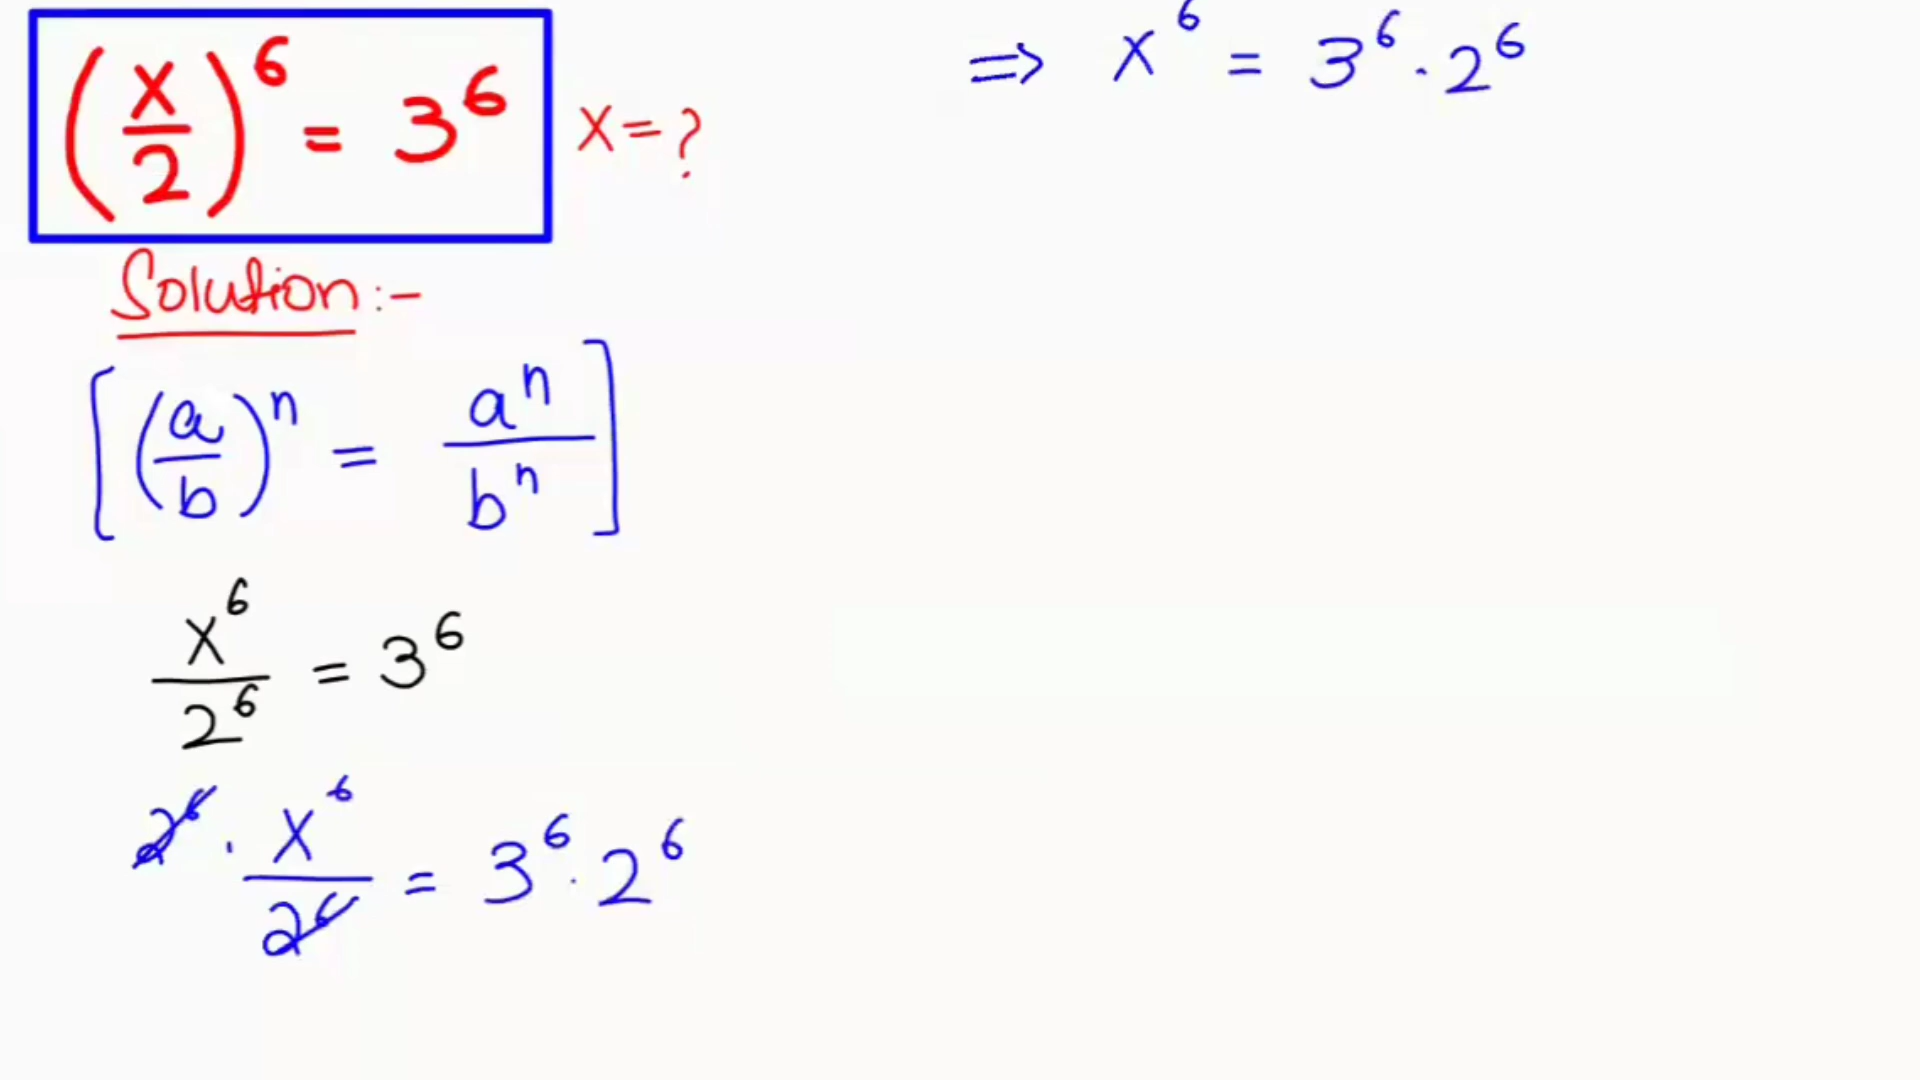 (x/2)^6 = 3^6 x = ?
Solution :-
[(a/b)^n = a^n/b^n]
x^6/2^6 = 3^6
2^6 · x^6/2^6 = 3^6 · 2^6
⇒ x^6 = 3^6 · 2^6